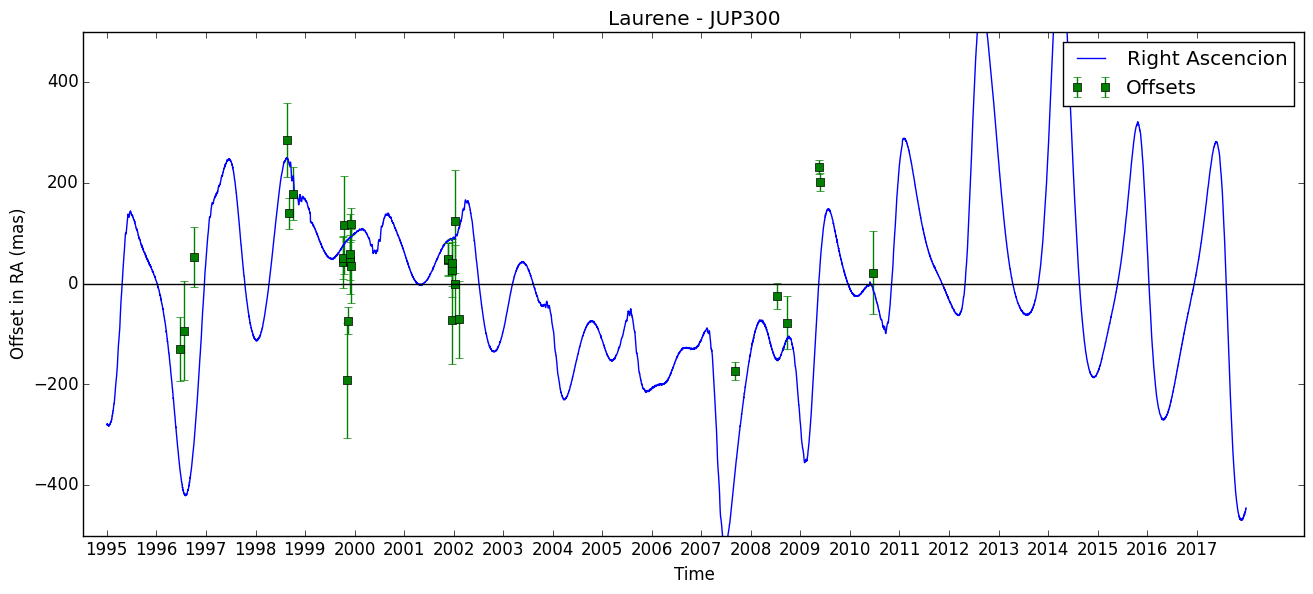 Laurene - JUP300
Offset in RA (mas)
400
200
0
−200
−400
Right Ascencion
Offsets
1995 1996 1997 1998 1999 2000 2001 2002 2003 2004 2005 2006 2007 2008 2009 2010 2011 2012 2013 2014 2015 2016 2017
Time